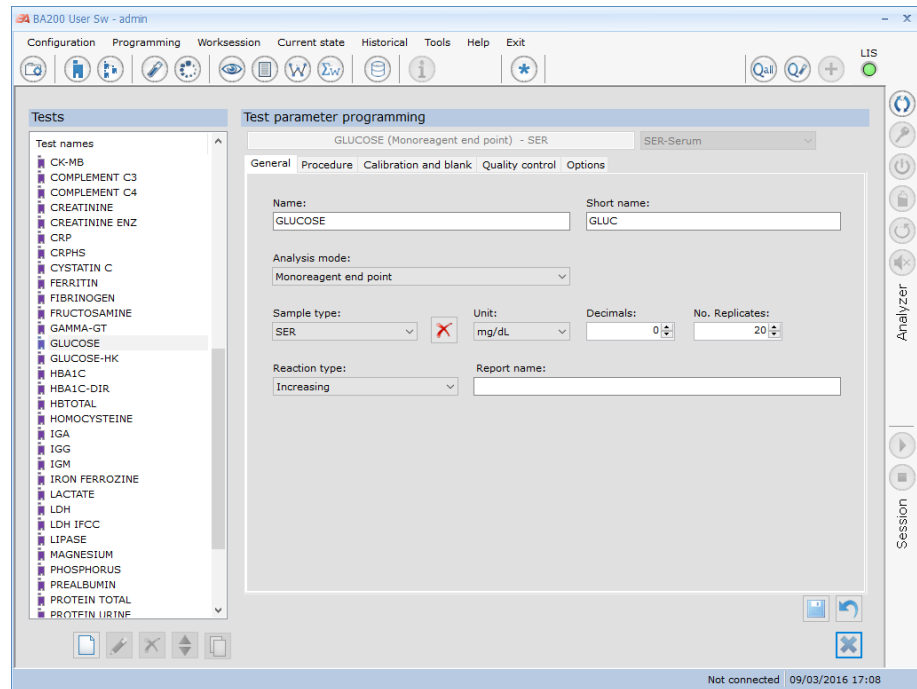 BA200 User Sw - admin
Configuration Programming Worksession Current state Historical Tools Help Exit
LIS
Tests
Test names
CK-MB
COMPLEMENT C3
COMPLEMENT C4
CREATININE
CREATININE ENZ
CRP
CRPHS
CYSTATIN C
FERRITIN
FIBRINOGEN
FRUCTOSAMINE
GAMMA-GT
GLUCOSE
GLUCOSE-HK
HBA1C
HBA1C-DIR
HBTOTAL
HOMOCYSTEINE
IGA
IGG
IGM
IRON FERROZINE
LACTATE
LDH
LDH IFCC
LIPASE
MAGNESIUM
PHOSPHORUS
PREALBUMIN
PROTEIN TOTAL
PROTEIN URINE
Test parameter programming
GLUCOSE (Monoreagent end point) - SER SER-Serum
General Procedure Calibration and blank Quality control Options
Name: Short name:
GLUCOSE GLUC
Analysis mode:
Monoreagent end point
Sample type: Unit: Decimals: No. Replicates:
SER mg/dL 0 20
Reaction type: Report name:
Increasing
Qall Q
W Σw
i *
Analyzer
Session
Not connected 09/03/2016 17:08